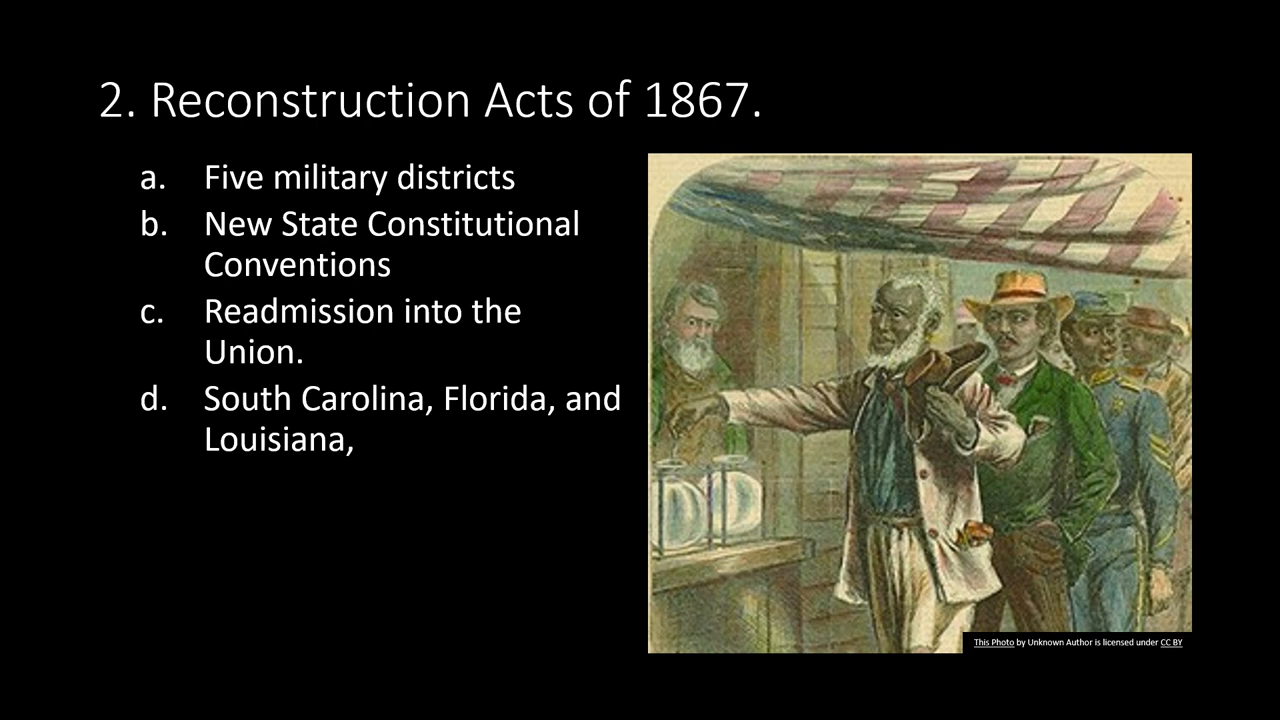 2. Reconstruction Acts of 1867.
a. Five military districts
b. New State Constitutional
Conventions
c. Readmission into the
Union.
d. South Carolina, Florida, and
Louisiana,
This Photo by Unknown Author is licensed under CC BY